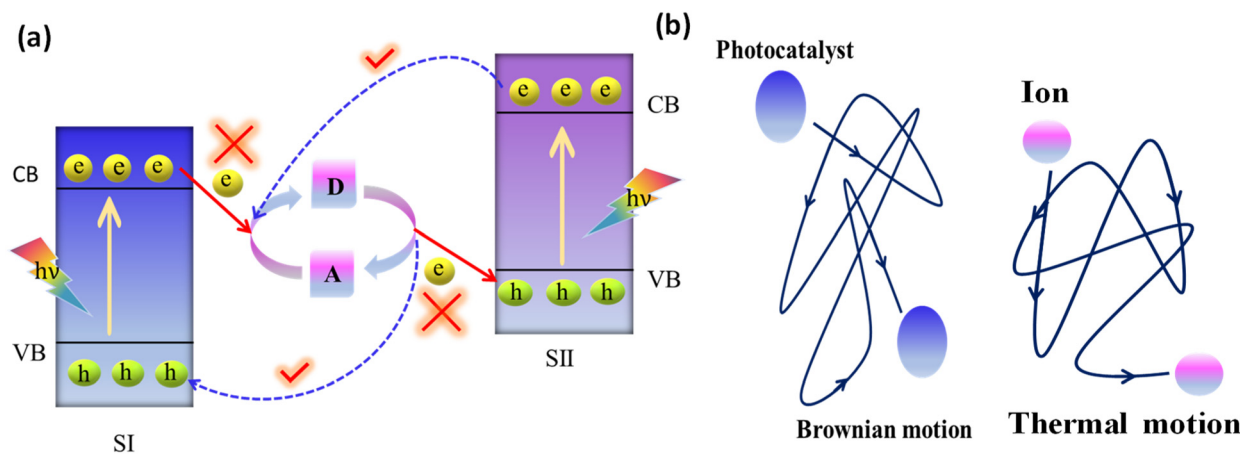 (a)
e e e
CB
hν
VB
h h h
SI
e
D
A
e
e e e
CB
hν
VB
h h h
SII
(b)
Photocatalyst
Ion
Brownian motion
Thermal motion